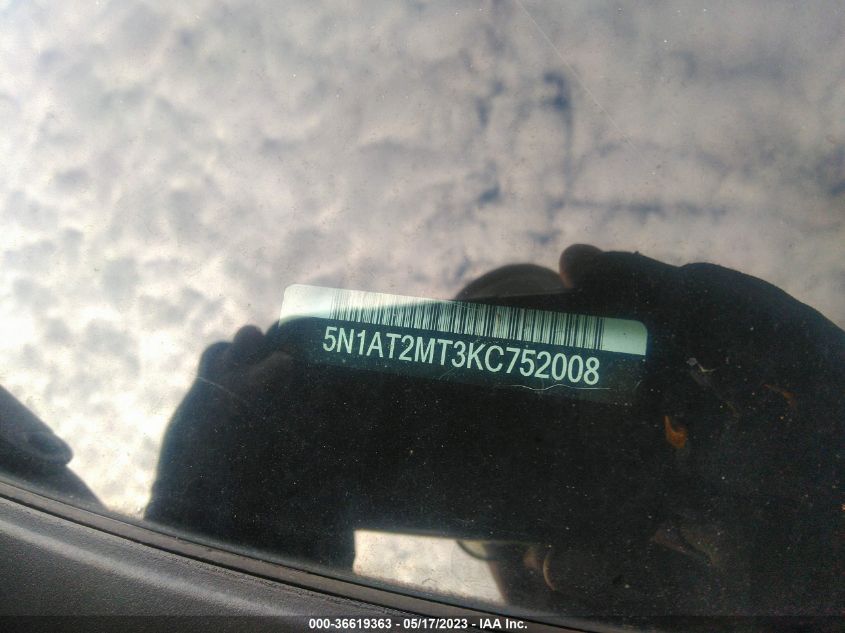 5N1AT2MT3KC752008
000-36619363 - 05/17/2023 - IAA Inc.